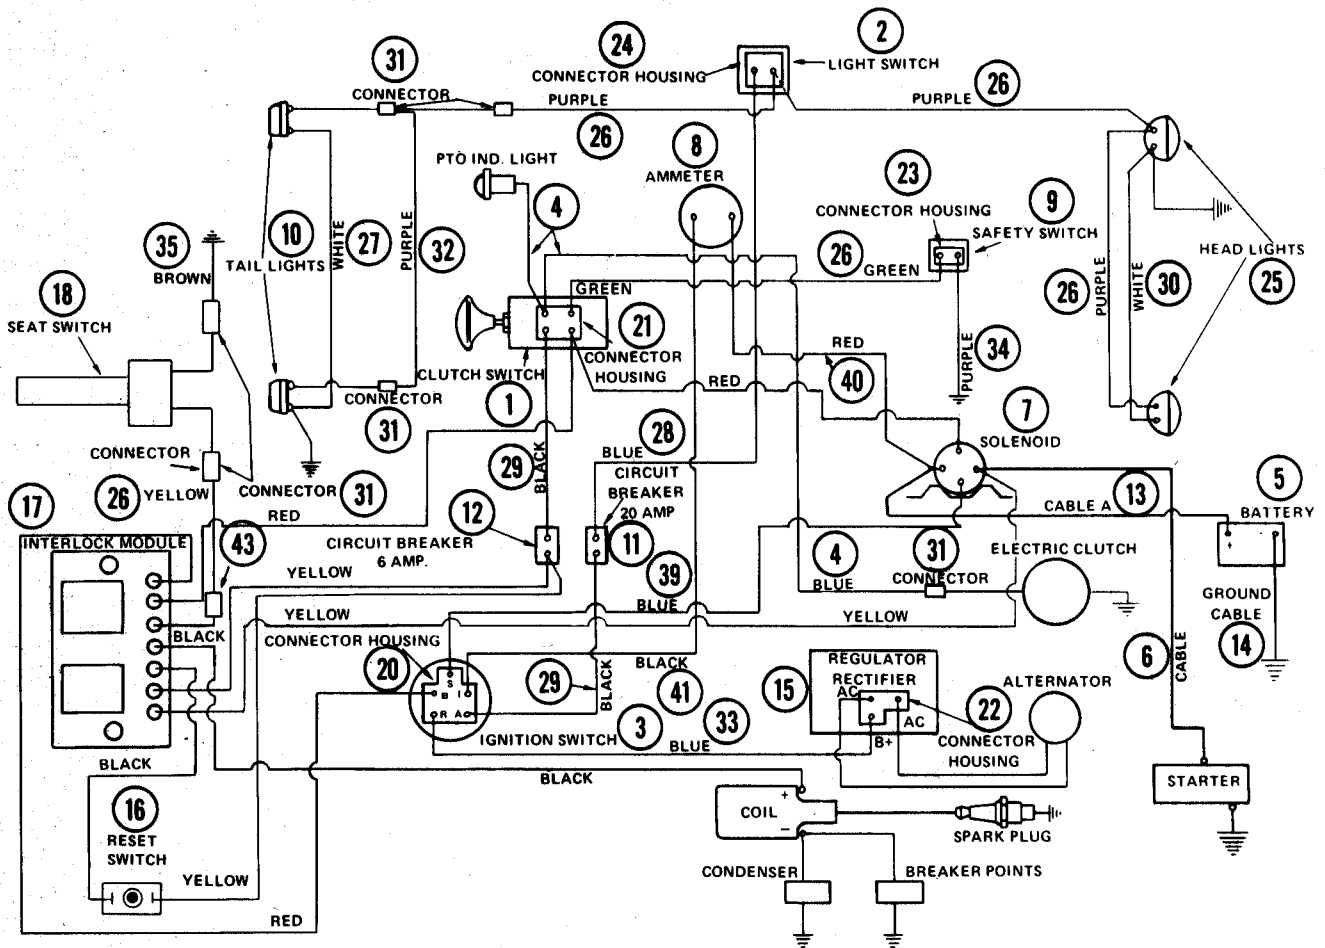 31
CONNECTOR
24
CONNECTOR HOUSING
2
LIGHT SWITCH
PURPLE
26
PURPLE
26
PTO IND. LIGHT
8
AMMETER
23
CONNECTOR HOUSING
9
SAFETY SWITCH
4
35
BROWN
10
TAIL LIGHTS
WHITE
27
PURPLE
32
26
GREEN
HEAD LIGHTS
25
PURPLE
26
WHITE
30
18
SEAT SWITCH
GREEN
21
CONNECTOR
HOUSING
CLUTCH SWITCH
1
RED
40
RED
PURPLE
34
CONNECTOR
31
7
SOLENOID
28
BLUE
BLACK
29
CIRCUIT
BREAKER
20 AMP
11
CONNECTOR
26
YELLOW
CONNECTOR
31
17
RED
12
CIRCUIT BREAKER
6 AMP.
CABLE A
13
5
BATTERY
+
-
INTERLOCK MODULE
43
YELLOW
39
BLUE
4
BLUE
31
CONNECTOR
ELECTRIC CLUTCH
GROUND
CABLE
14
YELLOW
YELLOW
BLACK
CONNECTOR HOUSING
20
S
B
I
R
A
BLACK
41
29
BLACK
IGNITION SWITCH
3
33
BLUE
15
REGULATOR
RECTIFIER
AC
AC
B+
22
CONNECTOR
HOUSING
ALTERNATOR
6
CABLE
BLACK
BLACK
16
RESET
SWITCH
COIL
+
−
SPARK PLUG
STARTER
YELLOW
CONDENSER
BREAKER POINTS
RED